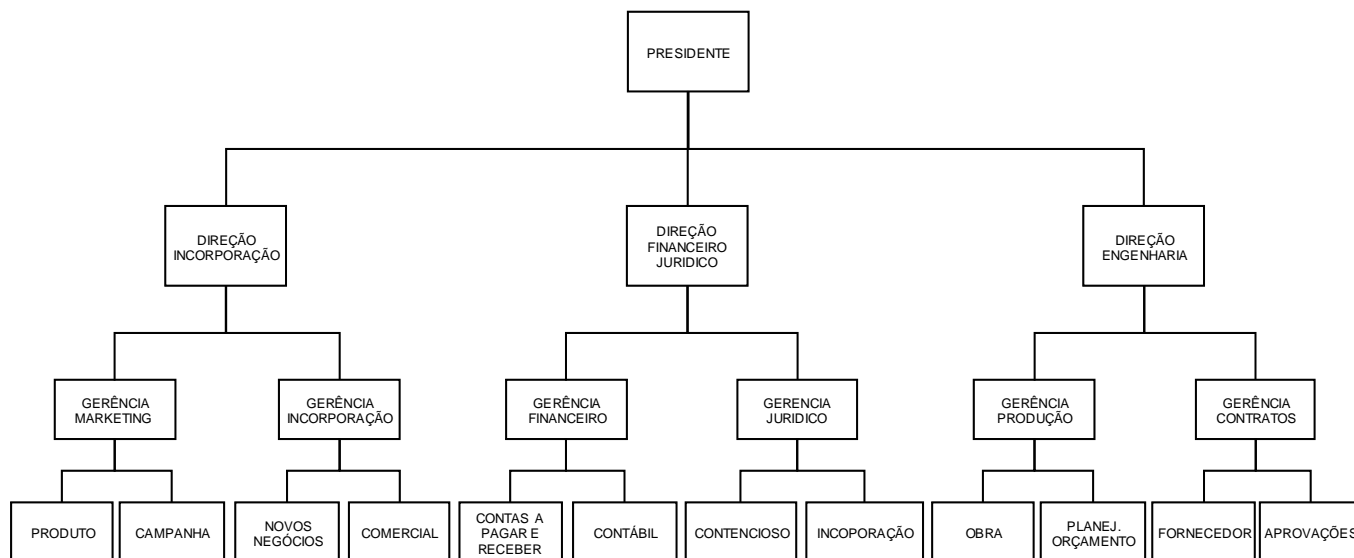 PRESIDENTE
DIREÇÃO
INCORPORAÇÃO
DIREÇÃO
FINANCEIRO
JURIDICO
DIREÇÃO
ENGENHARIA
GERÊNCIA
MARKETING
GERÊNCIA
INCORPORAÇÃO
GERÊNCIA
FINANCEIRO
GERENCIA
JURIDICO
GERÊNCIA
PRODUÇÃO
GERÊNCIA
CONTRATOS
PRODUTO
CAMPANHA
NOVOS
NEGÓCIOS
COMERCIAL
CONTAS A
PAGAR E
RECEBER
CONTÁBIL
CONTENCIOSO
INCOPORAÇÃO
OBRA
PLANEJ.
ORÇAMENTO
FORNECEDOR
APROVAÇÕES